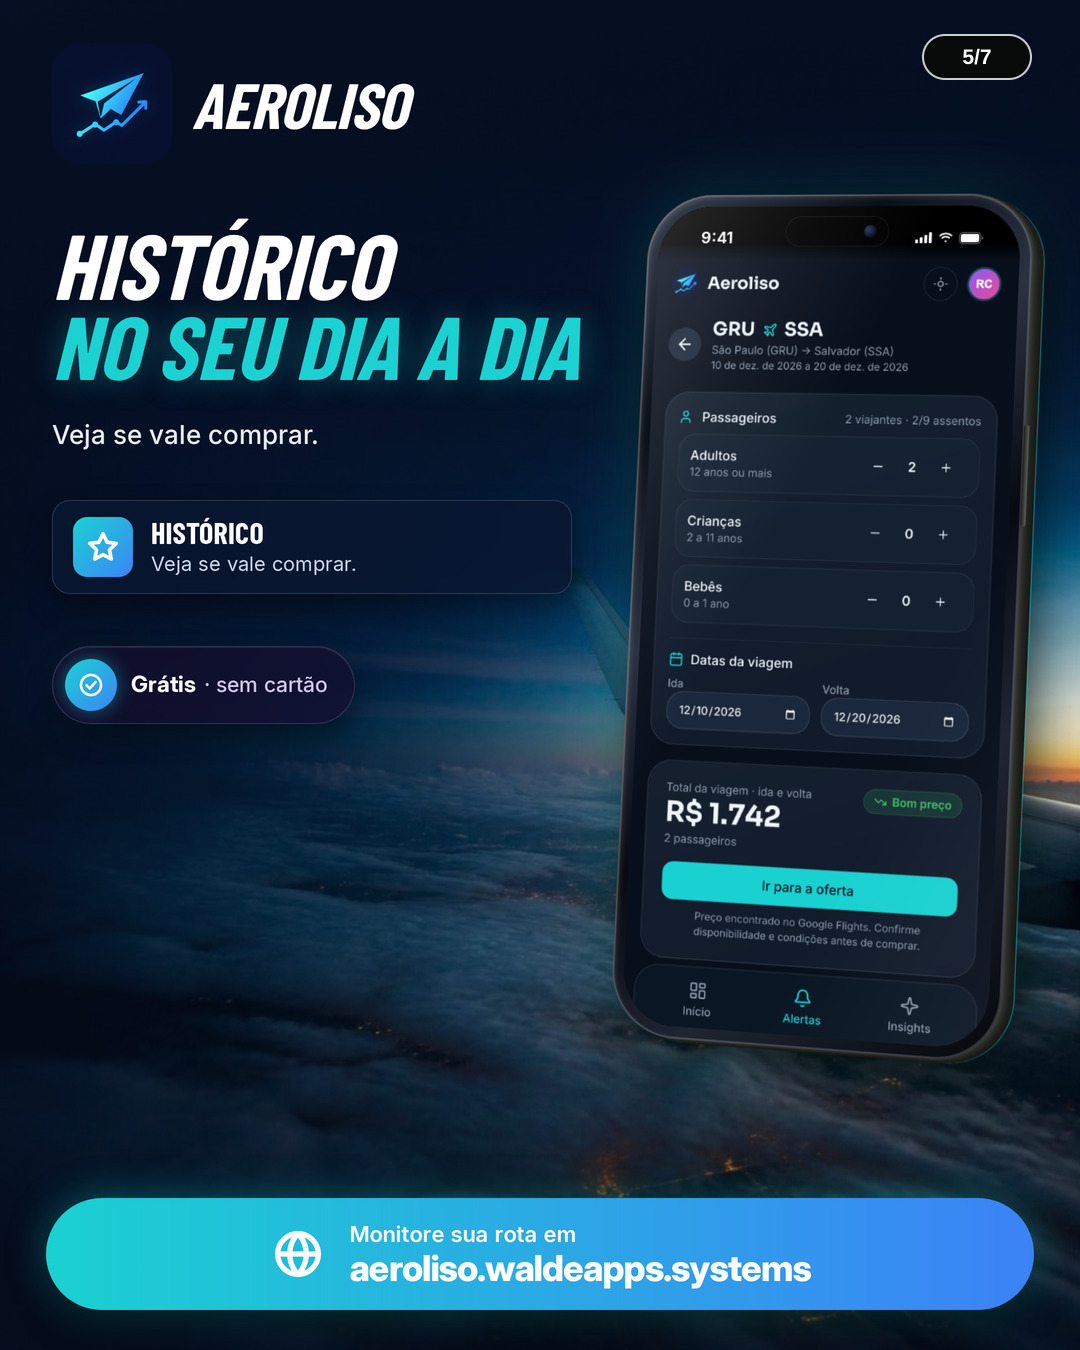 5/7
AEROLISO
HISTÓRICO
NO SEU DIA A DIA
Veja se vale comprar.
HISTÓRICO
Veja se vale comprar.
Grátis · sem cartão
9:41
Aeroliso
RC
GRU SSA
São Paulo (GRU) → Salvador (SSA)
10 de dez. de 2026 a 20 de dez. de 2026
Passageiros 2 viajantes · 2/9 assentos
Adultos
12 anos ou mais
− 2 +
Crianças
2 a 11 anos
− 0 +
Bebês
0 a 1 ano
− 0 +
Datas da viagem
Ida Volta
12/10/2026 12/20/2026
Total da viagem · ida e volta
R$ 1.742
Bom preço
2 passageiros
Ir para a oferta
Preço encontrado no Google Flights. Confirme
disponibilidade e condições antes de comprar.
Início Alertas Insights
Monitore sua rota em
aeroliso.waldeapps.systems